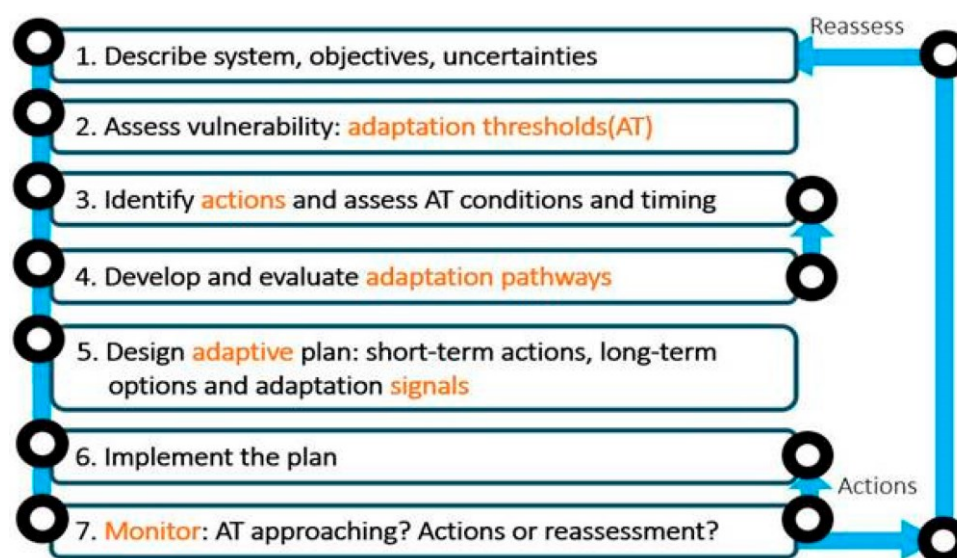 Reassess
1. Describe system, objectives, uncertainties
2. Assess vulnerability: adaptation thresholds(AT)
3. Identify actions and assess AT conditions and timing
4. Develop and evaluate adaptation pathways
5. Design adaptive plan: short-term actions, long-term
options and adaptation signals
6. Implement the plan
Actions
7. Monitor: AT approaching? Actions or reassessment?